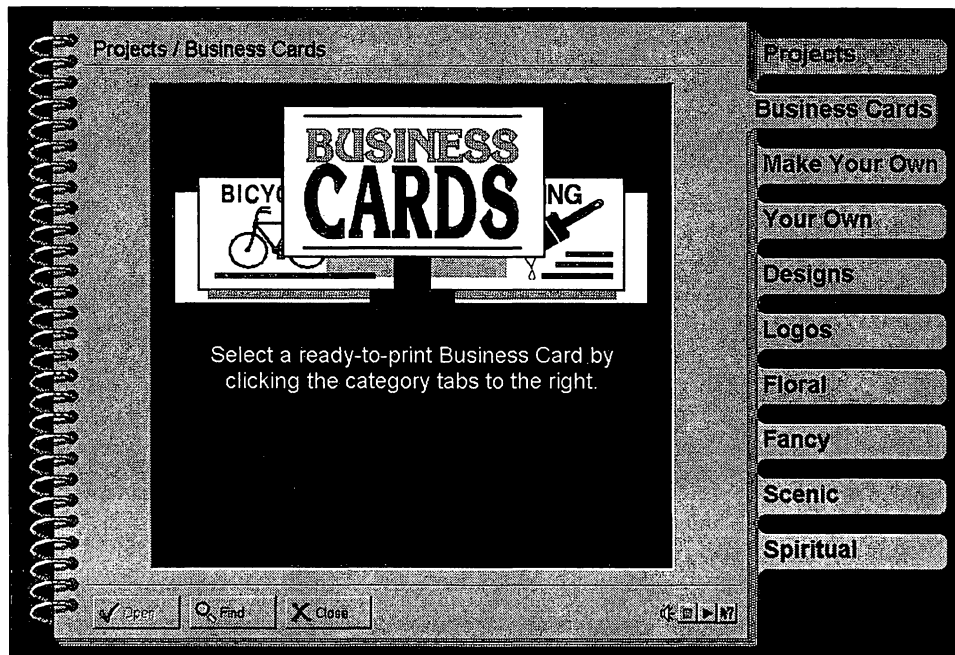 Projects / Business Cards
BUSINESS
CARDS
BICYC
NG
Select a ready-to-print Business Card by
clicking the category tabs to the right.
Open
Find
Close
Projects
Business Cards
Make Your Own
Your Own
Designs
Logos
Floral
Fancy
Scenic
Spiritual